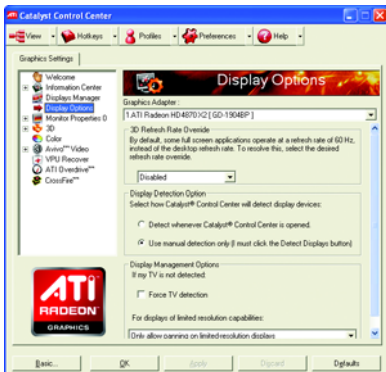 Catalyst Control Center
View Hotkeys Profiles Preferences Help
Graphics Settings
Welcome
Information Center
Displays Manager
Display Options
Monitor Properties 0
3D
Color
Avivo™ Video
VPU Recover
ATI Overdrive™
CrossFire™
ATI
RADEON
GRAPHICS
Display Options
Graphics Adapter:
1.ATI Radeon HD4870X2 [ GD-1904BP ]
3D Refresh Rate Override
By default, some full screen applications operate at a refresh rate of 60 Hz,
instead of the desktop refresh rate. To resolve this, select the desired
refresh rate override.
Disabled
Display Detection Option
Select how Catalyst® Control Center will detect display devices:
Detect whenever Catalyst® Control Center is opened.
Use manual detection only (I must click the Detect Displays button)
Display Management Options
If my TV is not detected:
Force TV detection
For displays of limited resolution capabilities:
Only allow panning on limited resolution displays
Basic... OK Apply Discard Defaults